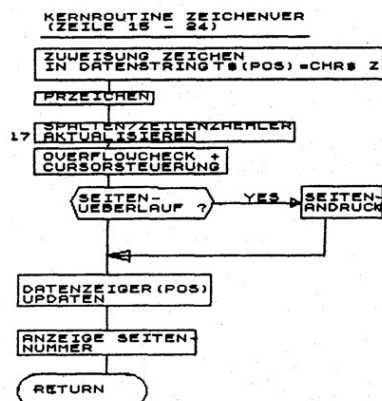 KERNROUTINE ZEICHENVER
(ZEILE 15 - 24)
ZUWEISUNG ZEICHEN
IN DATENSTRING T$(POS)=CHR$ Z
PRZEICHEN
17 SPALTEN/ZEILENZAEHLER
AKTUALISIEREN
OVERFLOWCHECK +
CURSORSTEUERUNG
SEITEN-
UEBERLAUF ?
YES
SEITEN-
ANDRUCK
DATENZEIGER(POS)
UPDATEN
ANZEIGE SEITEN-
NUMMER
RETURN